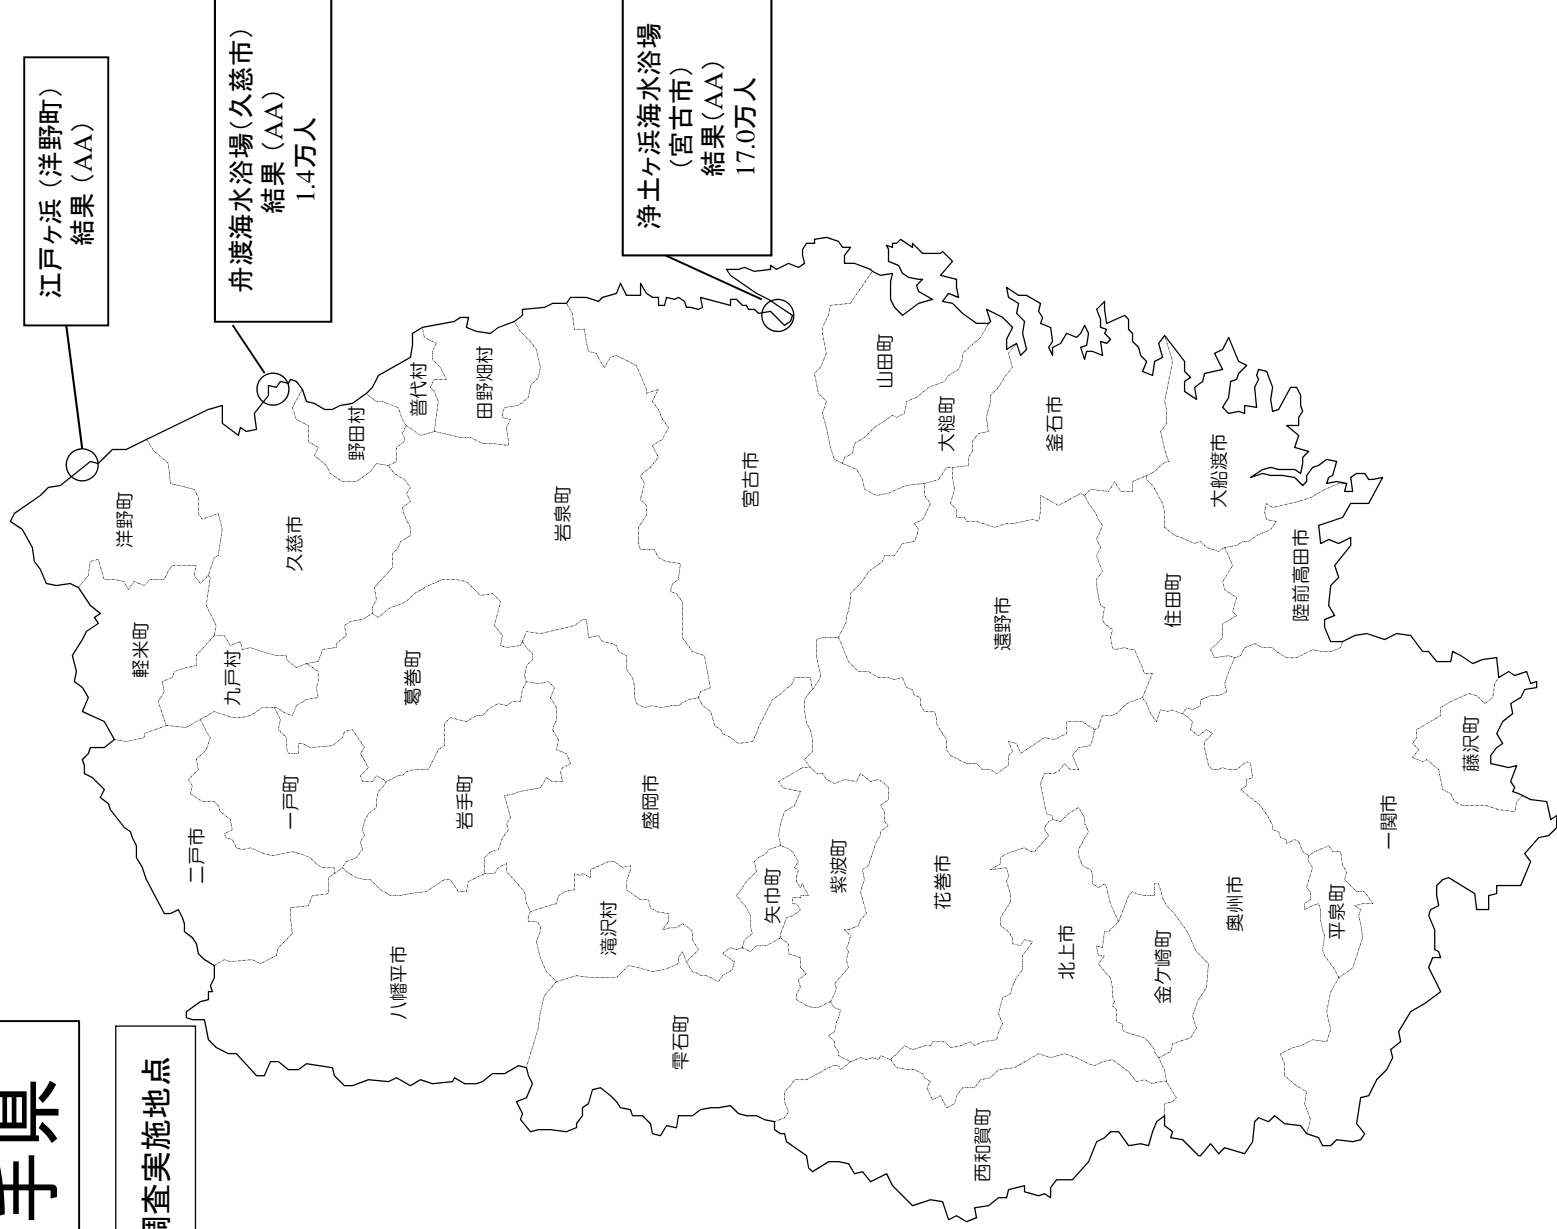 手県
調査実施地点
江戸ヶ浜（洋野町）
結果（AA）
舟渡海水浴場（久慈市）
結果（AA）
1.4万人
浄土ヶ浜海水浴場
（宮古市）
結果（AA）
17.0万人
洋野町
軽米町
二戸市
九戸村
一戸町
久慈市
野田村
普代村
田野畑村
葛巻町
岩手町
八幡平市
岩泉町
滝沢村
盛岡市
雫石町
宮古市
矢巾町
紫波町
山田町
大槌町
花巻市
西和賀町
遠野市
釜石市
北上市
金ケ崎町
住田町
大船渡市
奥州市
陸前高田市
平泉町
一関市
藤沢町